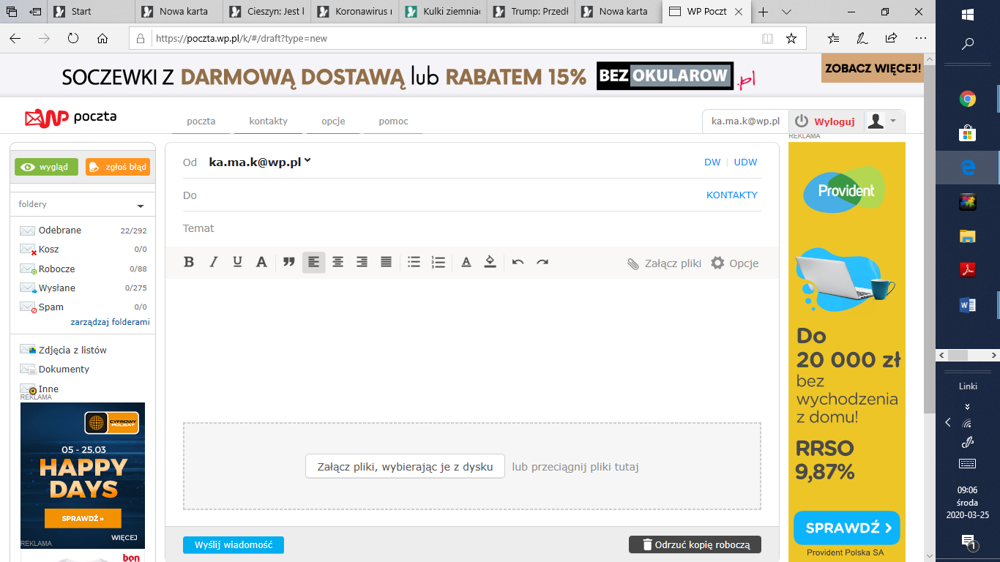 Start
Nowa karta
Cieszyn: Jest k
Koronawirus
Kulki ziemniac
Trump: Przedł
Nowa karta
WP Poczt
https://poczta.wp.pl/k/#/draft?type=new
SOCZEWKI Z DARMOWĄ DOSTAWĄ lub RABATEM 15% BEZ OKULAROW .pl
ZOBACZ WIĘCEJ!
WP poczta
poczta
kontakty
opcje
pomoc
ka.ma.k@wp.pl
Wyloguj
REKLAMA
wygląd
zgłoś błąd
foldery
Odebrane 22/292
Kosz 0/0
Robocze 0/88
Wysłane 0/275
Spam 0/0
zarządzaj folderami
Zdjęcia z listów
Dokumenty
Inne
REKLAMA
CYFROWY POLSAT
05 - 25.03
HAPPY
DAYS
SPRAWDŹ »
WIĘCEJ
REKLAMA
bon
Od ka.ma.k@wp.pl
DW | UDW
Do
KONTAKTY
Temat
B I U A
A
Załącz pliki
Opcje
Załącz pliki, wybierając je z dysku
lub przeciągnij pliki tutaj
Wyślij wiadomość
Odrzuć kopię roboczą
Provident
Do
20 000 zł
bez
wychodzenia
z domu!
RRSO
9,87%
SPRAWDŹ
Provident Polska SA
Linki
09:06
środa
2020-03-25
1